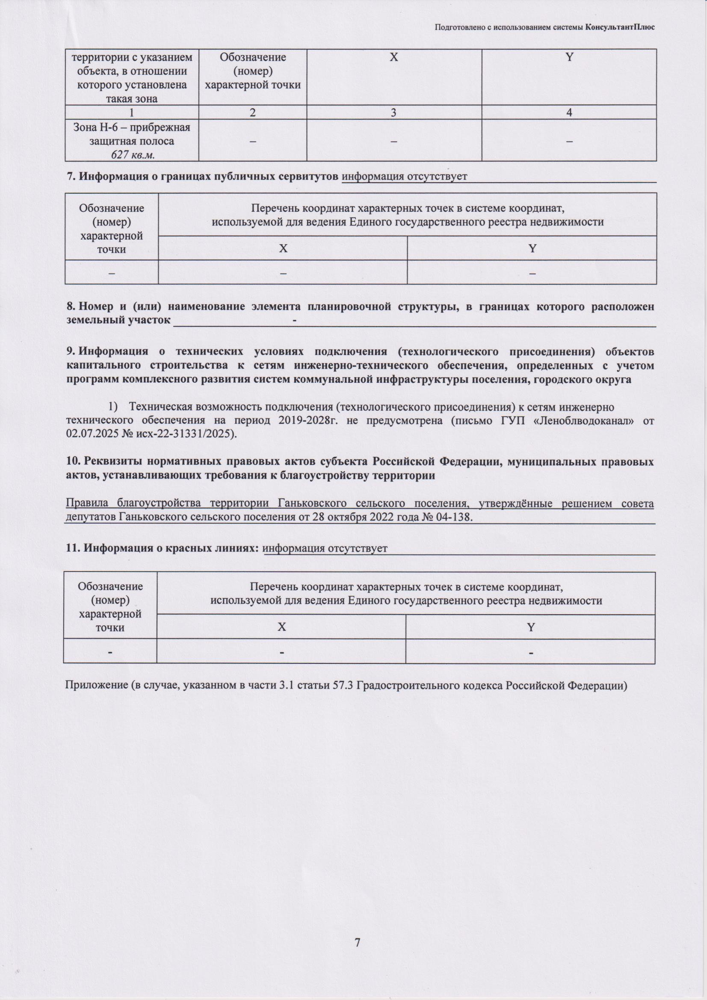 Подготовлено с использованием системы КонсультантПлюс
территории с указанием
объекта, в отношении
которого установлена
такая зона
Обозначение
(номер)
характерной точки
X
Y
1
2
3
4
Зона Н-6 – прибрежная
защитная полоса
627 кв.м.
–
–
–
7. Информация о границах публичных сервитутов информация отсутствует
Обозначение
(номер)
характерной
точки
Перечень координат характерных точек в системе координат,
используемой для ведения Единого государственного реестра недвижимости
X
Y
–
–
–
8. Номер и (или) наименование элемента планировочной структуры, в границах которого расположен
земельный участок -
9. Информация о технических условиях подключения (технологического присоединения) объектов
капитального строительства к сетям инженерно-технического обеспечения, определенных с учетом
программ комплексного развития систем коммунальной инфраструктуры поселения, городского округа
1) Техническая возможность подключения (технологического присоединения) к сетям инженерно
технического обеспечения на период 2019-2028г. не предусмотрена (письмо ГУП «Леноблводоканал» от
02.07.2025 № исх-22-31331/2025).
10. Реквизиты нормативных правовых актов субъекта Российской Федерации, муниципальных правовых
актов, устанавливающих требования к благоустройству территории
Правила благоустройства территории Ганьковского сельского поселения, утверждённые решением совета
депутатов Ганьковского сельского поселения от 28 октября 2022 года № 04-138.
11. Информация о красных линиях: информация отсутствует
Обозначение
(номер)
характерной
точки
Перечень координат характерных точек в системе координат,
используемой для ведения Единого государственного реестра недвижимости
X
Y
-
-
-
Приложение (в случае, указанном в части 3.1 статьи 57.3 Градостроительного кодекса Российской Федерации)
7